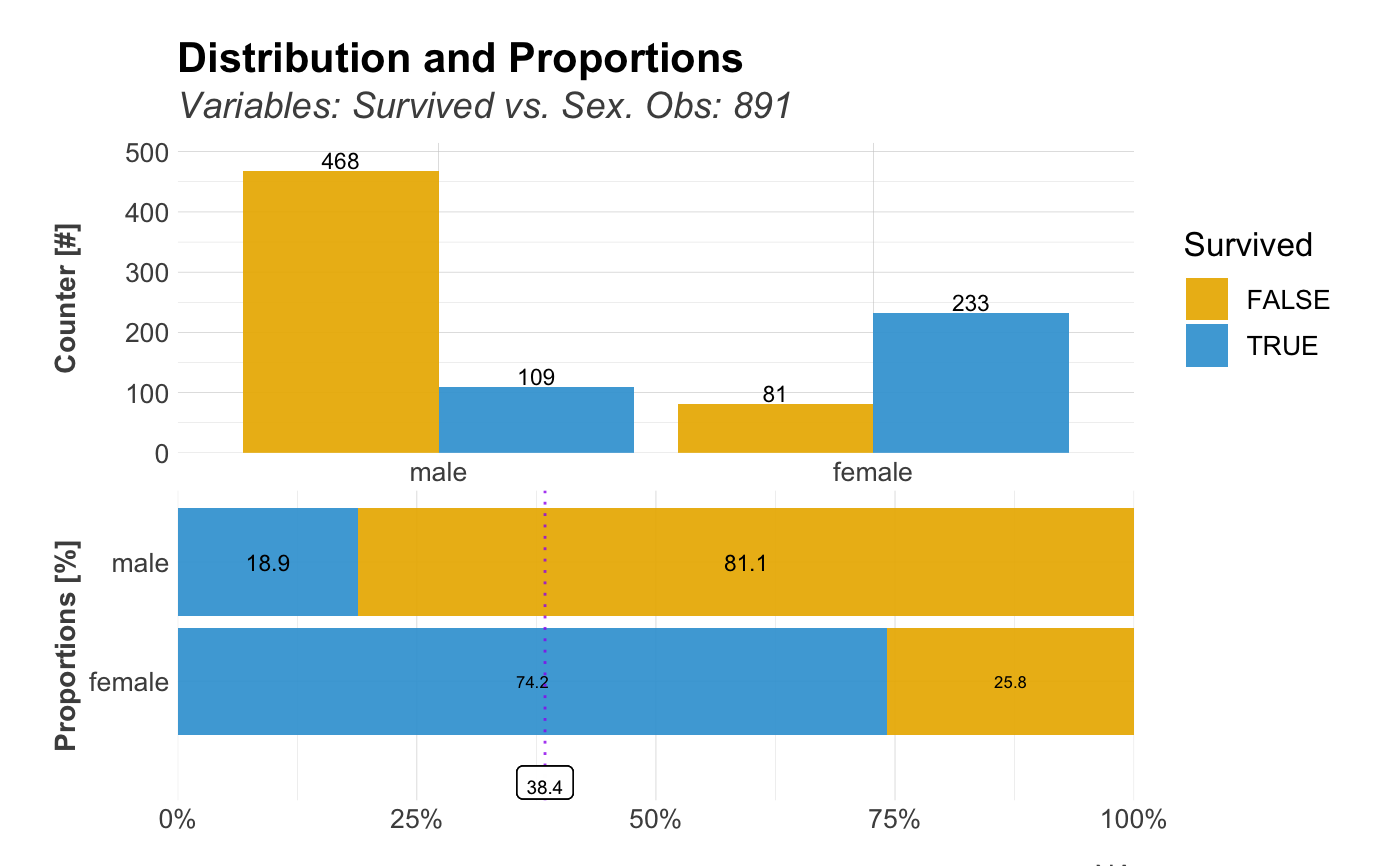 Distribution and Proportions
Variables: Survived vs. Sex. Obs: 891
Counter [#]
500
400
300
200
100
0
468
109
81
233
male
female
Survived
FALSE
TRUE
Proportions [%]
male
18.9
81.1
female
74.2
25.8
38.4
0%
25%
50%
75%
100%